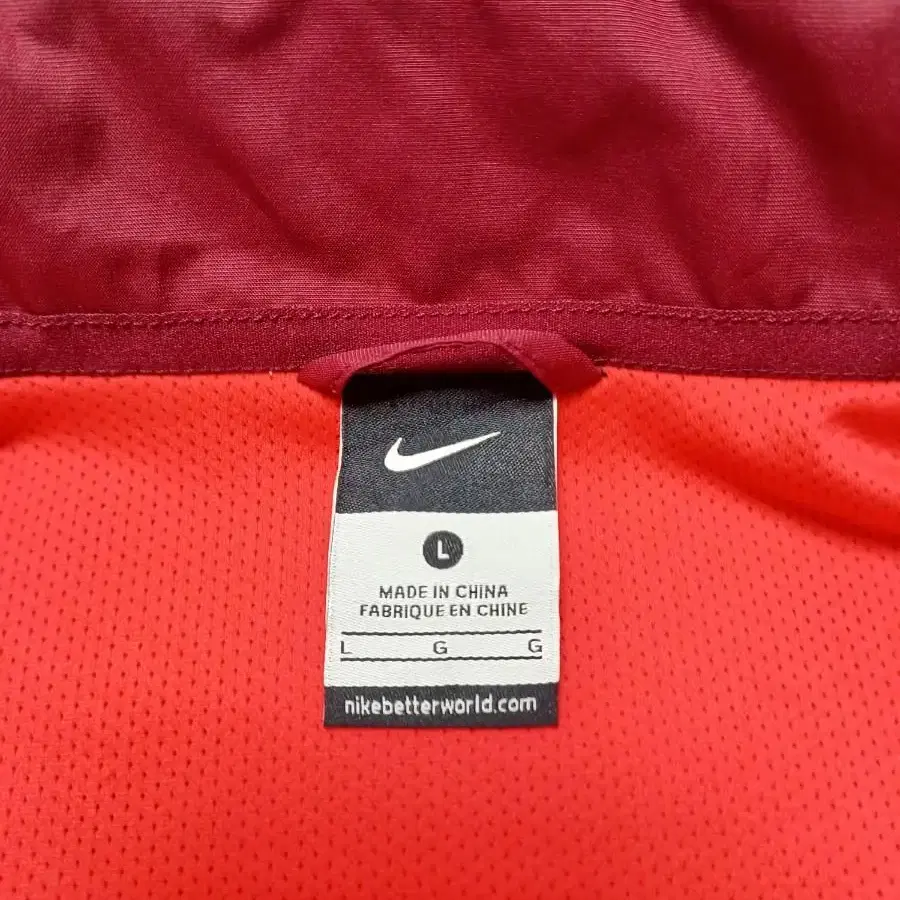 L
MADE IN CHINA
FABRIQUE EN CHINE
L G G
nikebetterworld.com